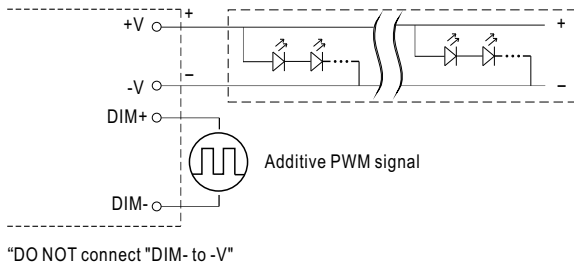 +V
+
+
-V
–
–
DIM+
Additive PWM signal
DIM-
“DO NOT connect "DIM- to -V"